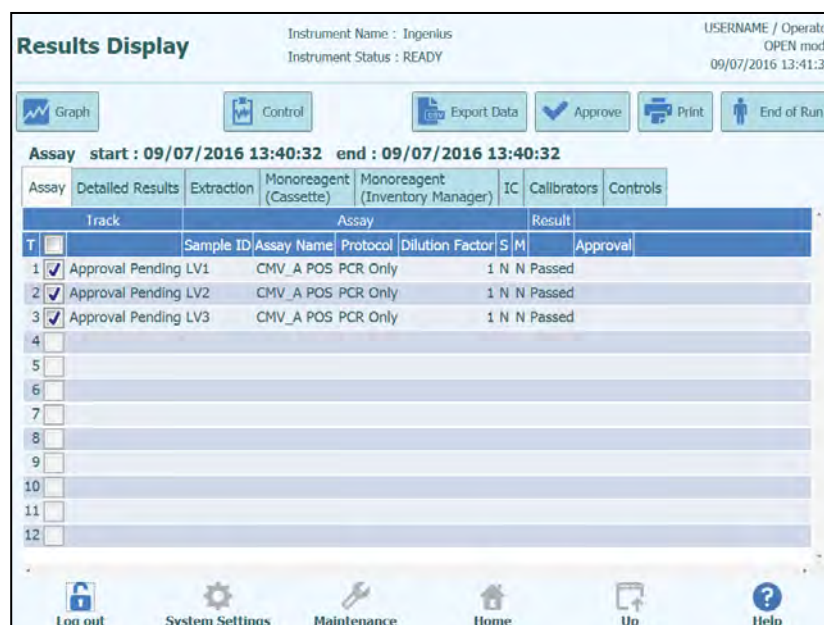 Results Display
Instrument Name : Ingenius
Instrument Status : READY
USERNAME / Operato
OPEN mod
09/07/2016 13:41:3
Graph Control Export Data Approve Print End of Run
Assay start : 09/07/2016 13:40:32 end : 09/07/2016 13:40:32
Assay Detailed Results Extraction Monoreagent (Cassette) Monoreagent (Inventory Manager) IC Calibrators Controls
Track Assay Result
T Sample ID Assay Name Protocol Dilution Factor S M Approval
1 Approval Pending LV1 CMV_A POS PCR Only 1 N N Passed
2 Approval Pending LV2 CMV_A POS PCR Only 1 N N Passed
3 Approval Pending LV3 CMV_A POS PCR Only 1 N N Passed
4
5
6
7
8
9
10
11
12
Log out System Settings Maintenance Home Up Help